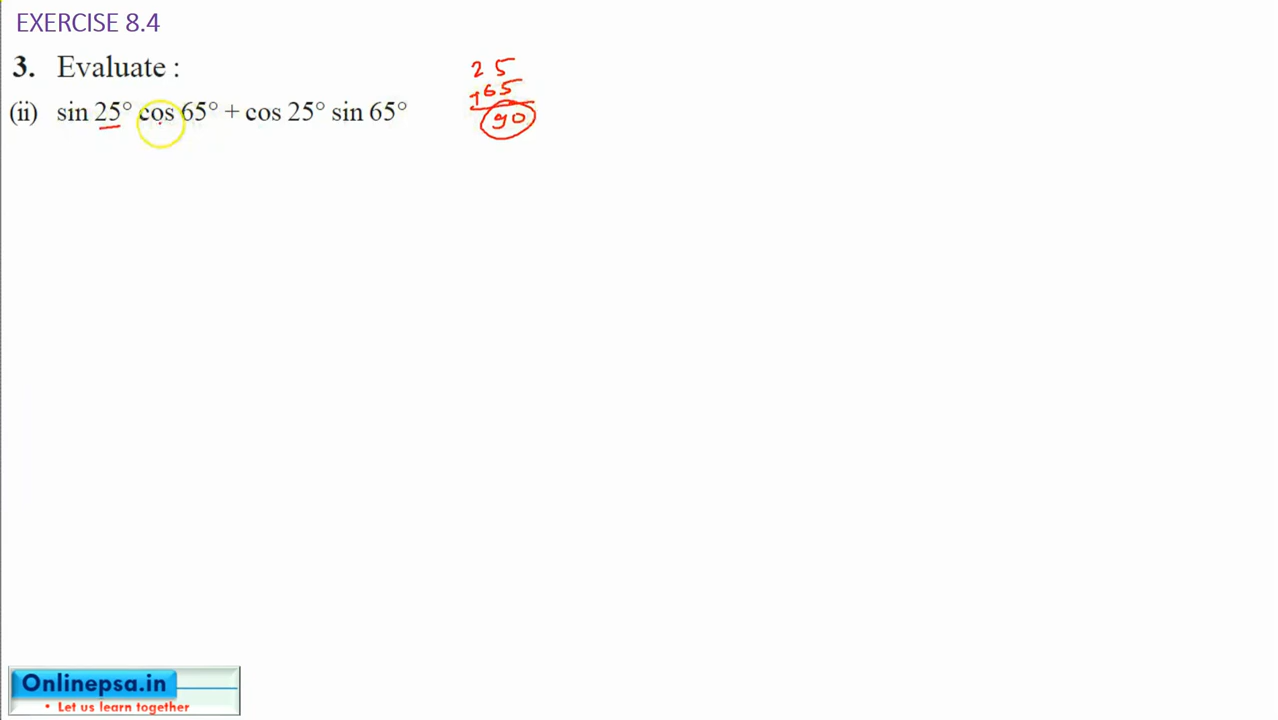 EXERCISE 8.4
3. Evaluate :
(ii) sin 25° cos 65° + cos 25° sin 65°
25
+65
90
Onlinepsa.in
• Let us learn together